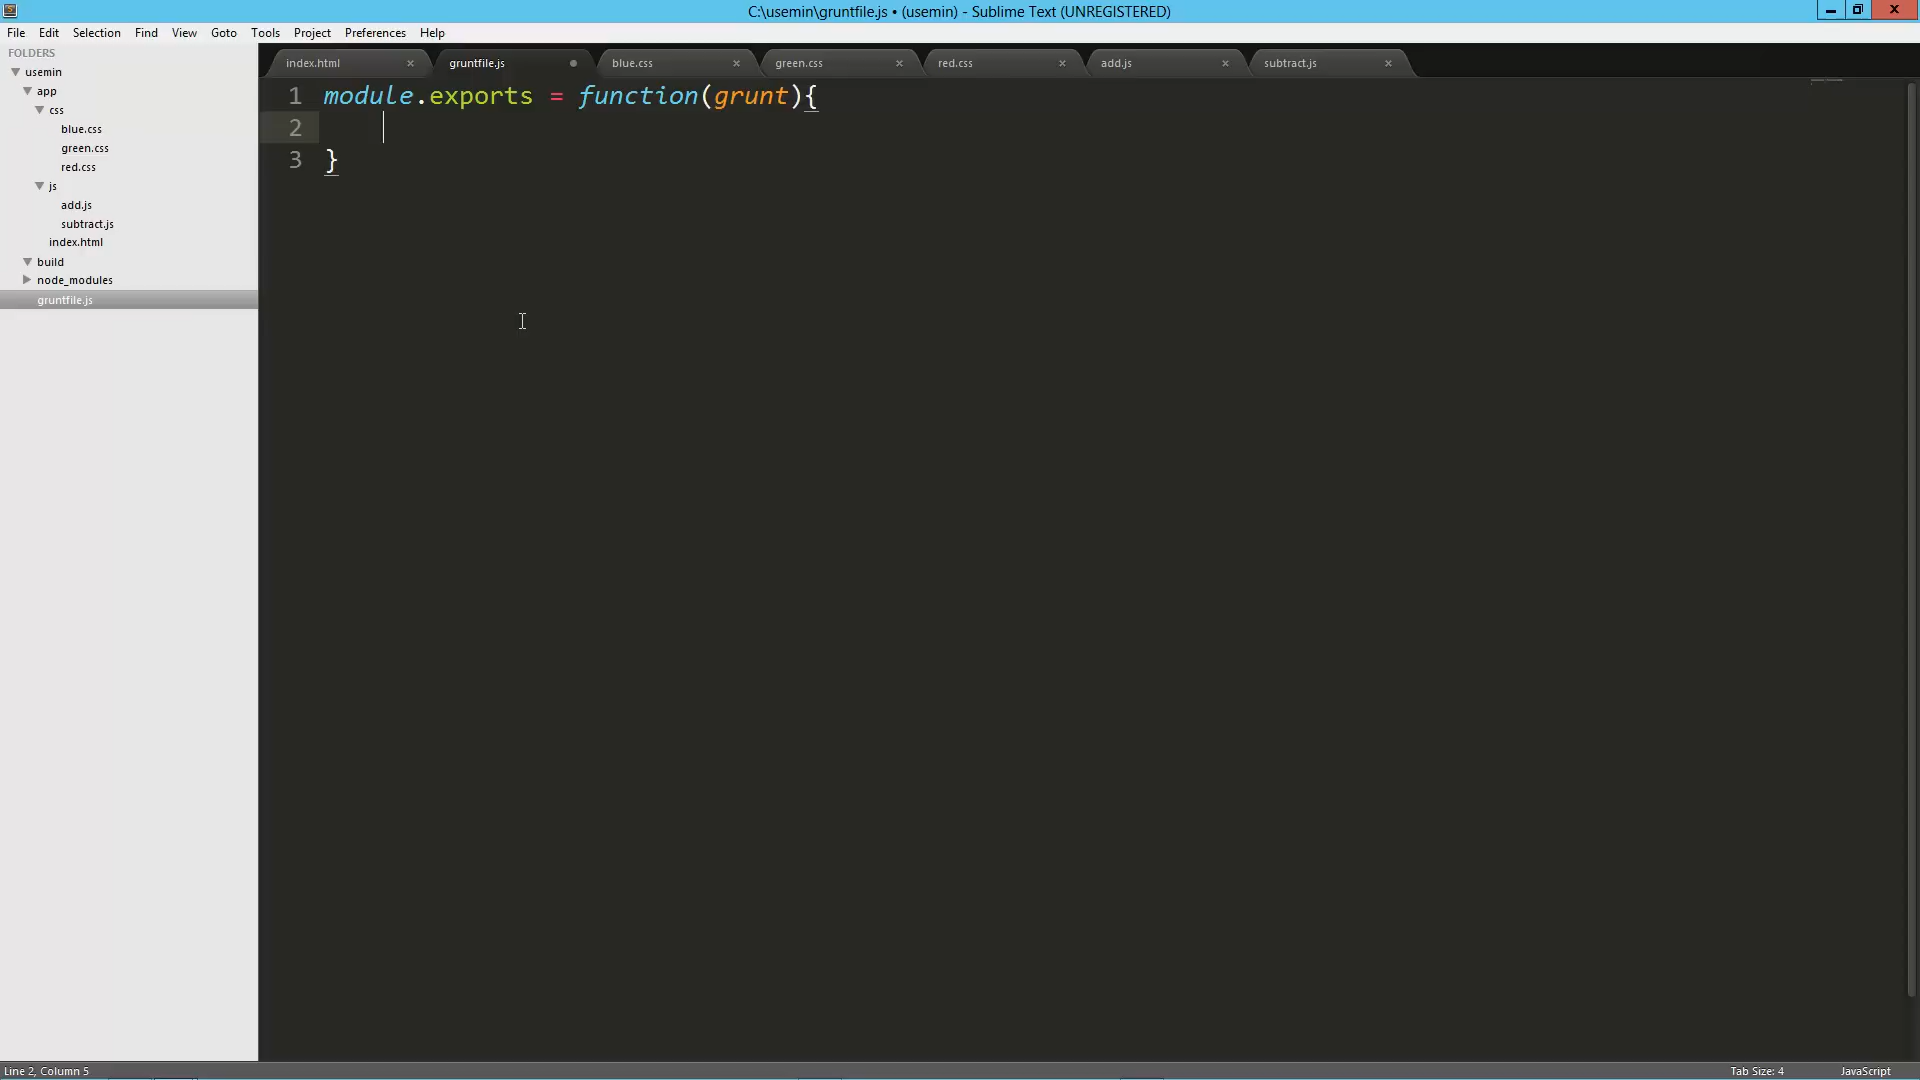 C:\usemin\gruntfile.js • (usemin) - Sublime Text (UNREGISTERED)
File Edit Selection Find View Goto Tools Project Preferences Help
FOLDERS
usemin
app
css
blue.css
green.css
red.css
js
add.js
subtract.js
index.html
build
node_modules
gruntfile.js
index.html gruntfile.js blue.css green.css red.css add.js subtract.js
1 module.exports = function(grunt){
2
3 }
Line 2, Column 5 Tab Size: 4 JavaScript